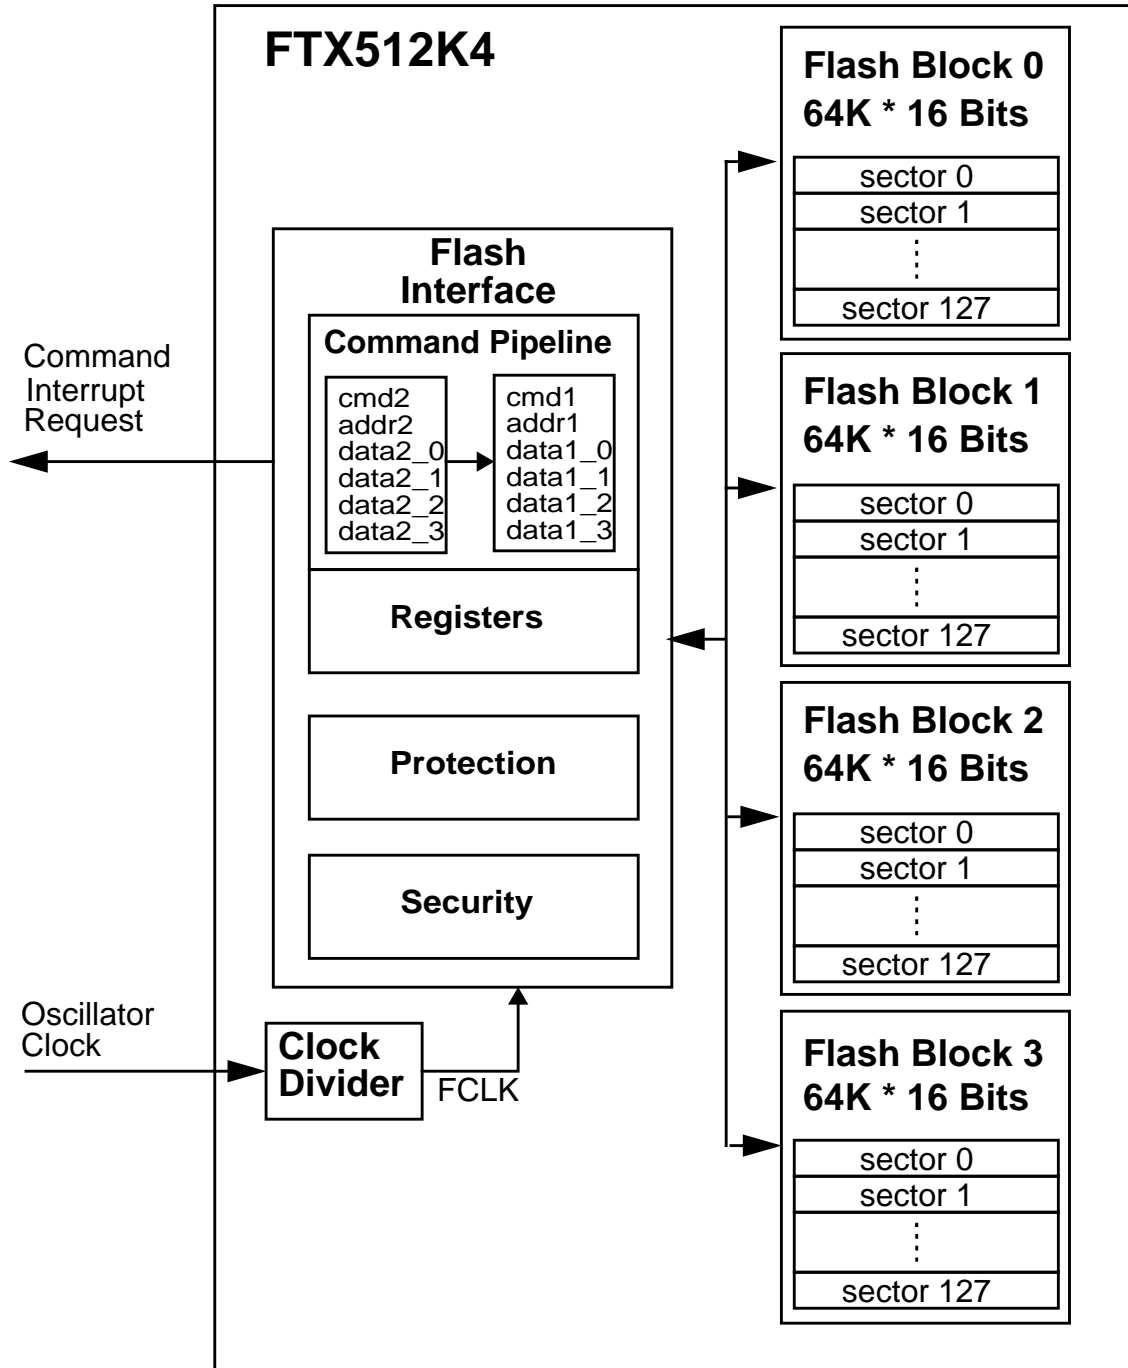 FTX512K4
Flash Block 0
64K * 16 Bits
sector 0
sector 1
sector 127
Flash
Interface
Command Pipeline
cmd2
addr2
data2_0
data2_1
data2_2
data2_3
cmd1
addr1
data1_0
data1_1
data1_2
data1_3
Registers
Protection
Security
Command
Interrupt
Request
Flash Block 1
64K * 16 Bits
sector 0
sector 1
sector 127
Flash Block 2
64K * 16 Bits
sector 0
sector 1
sector 127
Oscillator
Clock
Clock
Divider
FCLK
Flash Block 3
64K * 16 Bits
sector 0
sector 1
sector 127